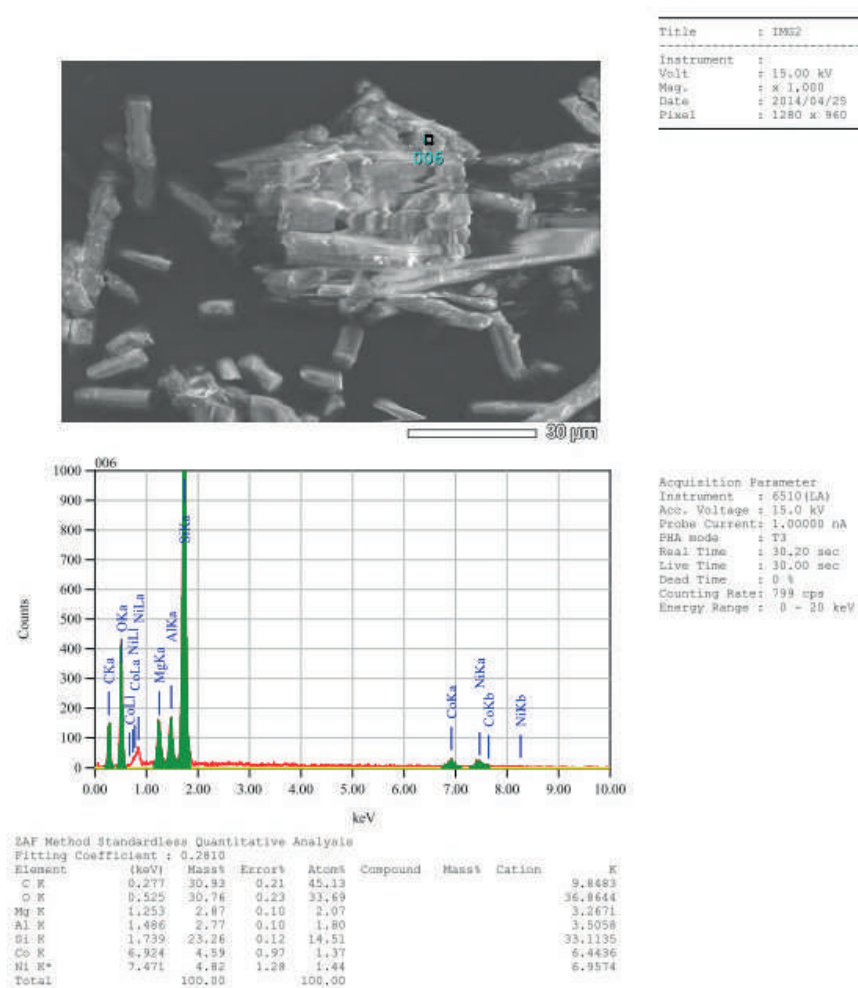 Title : IMG2
Instrument :
Volt : 15.00 kV
Mag. : x 1,000
Date : 2014/04/25
Pixel : 1280 x 960
006
30 µm
Acquisition Parameter
Instrument : 6510(LA)
Acc. Voltage : 15.0 kV
Probe Current: 1.00000 nA
PHA mode : T3
Real Time : 30.20 sec
Live Time : 30.00 sec
Dead Time : 0 %
Counting Rate: 799 cps
Energy Range : 0 - 20 keV
006
Counts
1000
900
800
700
600
500
400
300
200
100
0
CKa
OKa
CoLl
CoLa
NiLl
NiLa
MgKa
AlKa
SiKa
CoKa
NiKa
CoKb
NiKb
0.00 1.00 2.00 3.00 4.00 5.00 6.00 7.00 8.00 9.00 10.00
keV
ZAF Method Standardless Quantitative Analysis
Fitting Coefficient : 0.2810
Element (keV) Mass% Error% Atom% Compound Mass% Cation K
C K 0.277 30.93 0.21 45.13 9.8483
O K 0.525 30.76 0.23 33.69 36.8644
Mg K 1.253 2.87 0.10 2.07 3.2671
Al K 1.486 2.77 0.10 1.80 3.5058
Si K 1.739 23.26 0.12 14.51 33.1135
Co K 6.924 4.59 0.97 1.37 6.4436
Ni K* 7.471 4.82 1.28 1.44 6.9574
Total 100.00 100.00